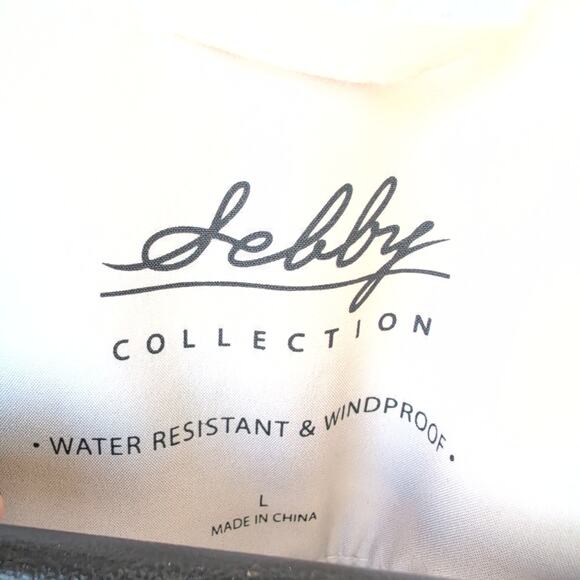 Sebby
COLLECTION
• WATER RESISTANT & WINDPROOF •
L
MADE IN CHINA